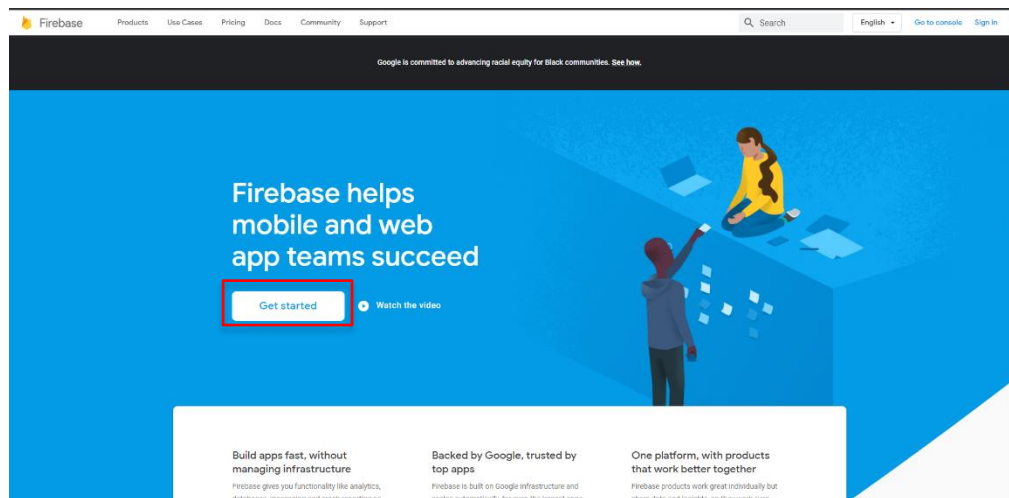 Firebase Products Use Cases Pricing Docs Community Support Search English Go to console Sign in
Google is committed to advancing racial equity for Black communities. See how.
Firebase helps
mobile and web
app teams succeed
Get started Watch the video
Build apps fast, without
managing infrastructure
Firebase gives you functionality like analytics,
Backed by Google, trusted by
top apps
Firebase is built on Google infrastructure and
One platform, with products
that work better together
Firebase products work great individually but